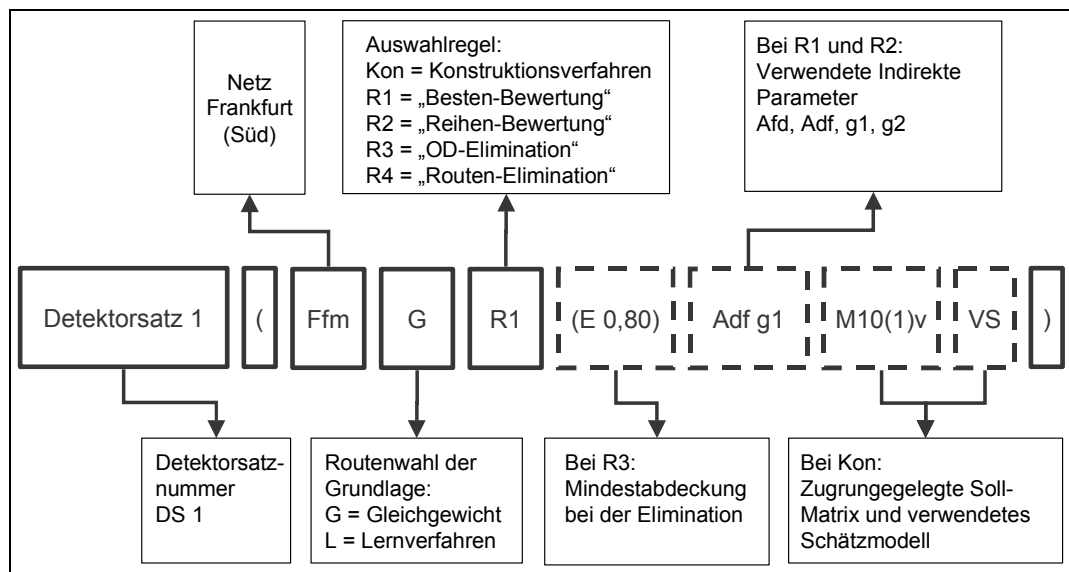 Netz
Frankfurt
(Süd)
Auswahlregel:
Kon = Konstruktionsverfahren
R1 = „Besten-Bewertung“
R2 = „Reihen-Bewertung“
R3 = „OD-Elimination“
R4 = „Routen-Elimination“
Bei R1 und R2:
Verwendete Indirekte
Parameter
Afd, Adf, g1, g2
Detektorsatz 1 ( Ffm G R1 (E 0,80) Adf g1 M10(1)v VS )
Detektorsatz-
nummer
DS 1
Routenwahl der
Grundlage:
G = Gleichgewicht
L = Lernverfahren
Bei R3:
Mindestabdeckung
bei der Elimination
Bei Kon:
Zugrungegelegte Soll-
Matrix und verwendetes
Schätzmodell